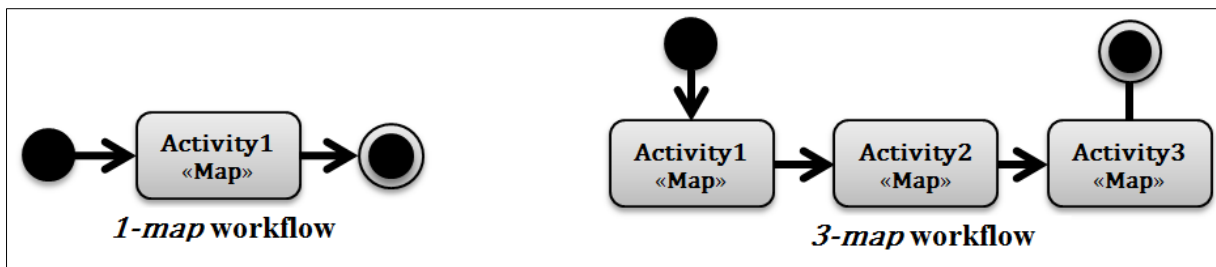 Activity1
«Map»
1-map workflow
Activity1
«Map»
Activity2
«Map»
Activity3
«Map»
3-map workflow